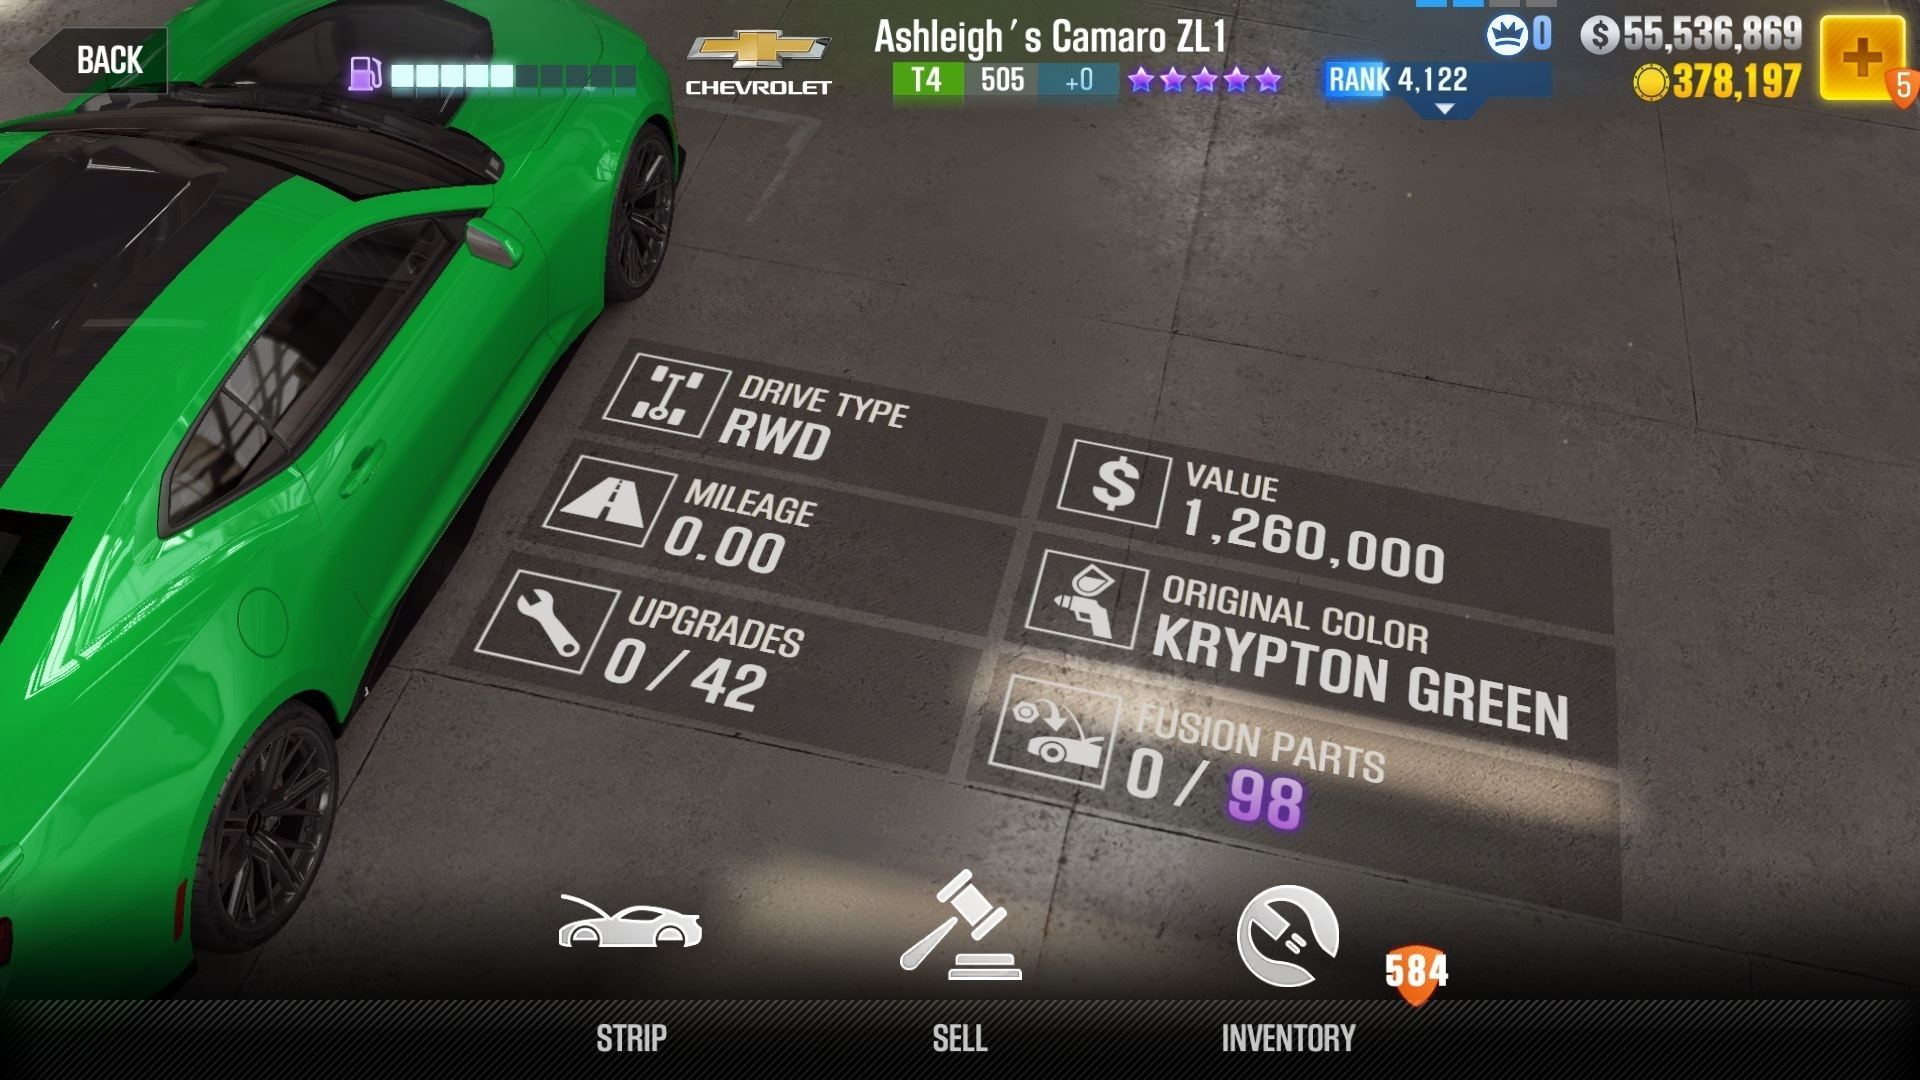 BACK
CHEVROLET
Ashleigh's Camaro ZL1
T4 505 +0
RANK 4,122
0
$55,536,869
378,197
+
5
DRIVE TYPE
RWD
MILEAGE
0.00
UPGRADES
0/42
$
VALUE
1,260,000
ORIGINAL COLOR
KRYPTON GREEN
FUSION PARTS
0/ 98
STRIP
SELL
INVENTORY
584